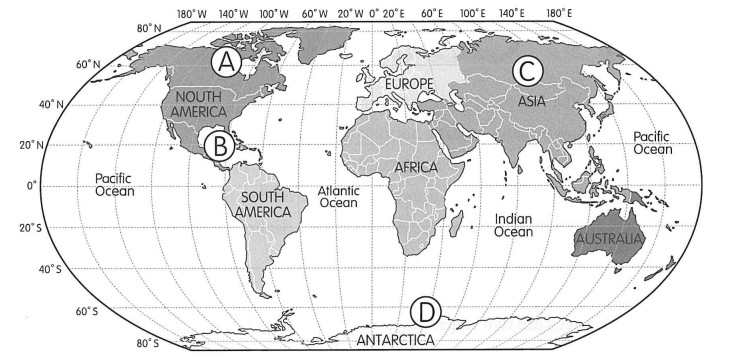 180°W 140°W 100°W 60°W 20°W 0° 20°E 60°E 100°E 140°E 180°E
80°N
60°N
A
C
EUROPE
NOUTH
AMERICA
ASIA
40°N
20°N
B
Pacific
Ocean
AFRICA
Pacific
Ocean
0°
SOUTH
AMERICA
Atlantic
Ocean
Indian
Ocean
20°S
AUSTRALIA
40°S
60°S
D
80°S
ANTARCTICA